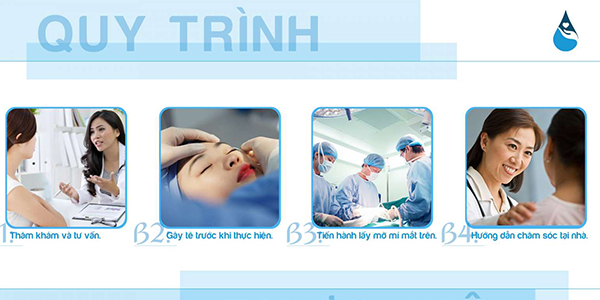 QUY TRÌNH
1. Thăm khám và tư vấn.
B2. Gây tê trước khi thực hiện.
B3. Tiến hành lấy mỡ mí mắt trên.
B4. Hướng dẫn chăm sóc tại nhà.